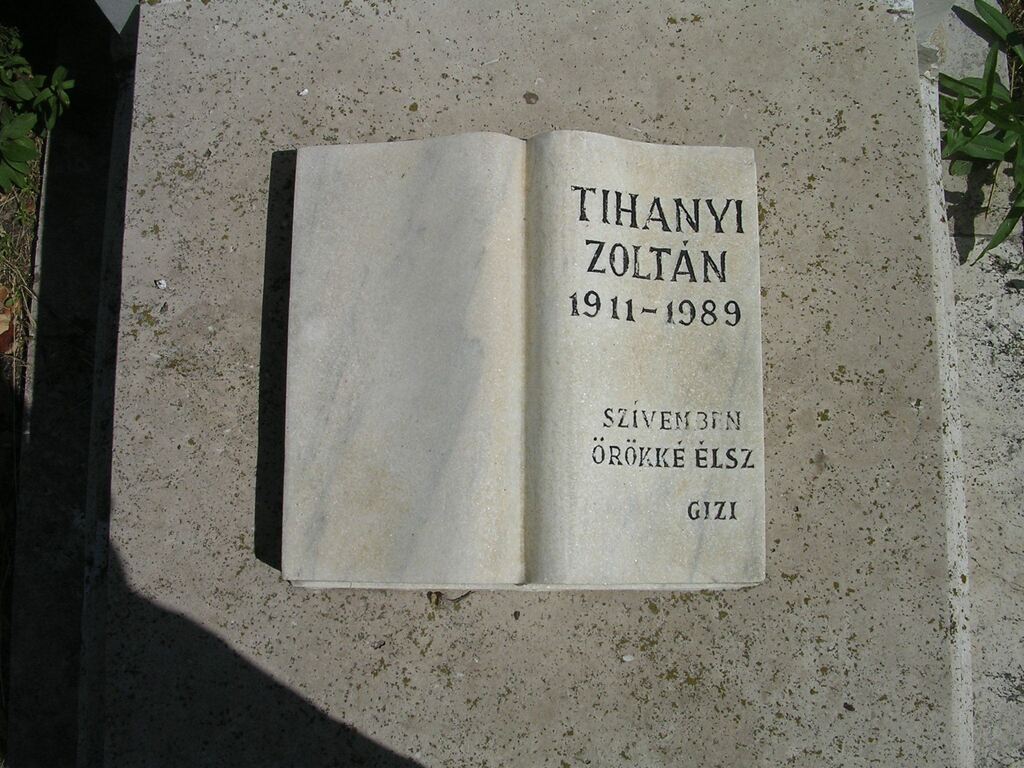 TIHANYI
ZOLTÁN
1911-1989
SZÍVEMBEN
ÖRÖKKÉ ÉLSZ
GIZI